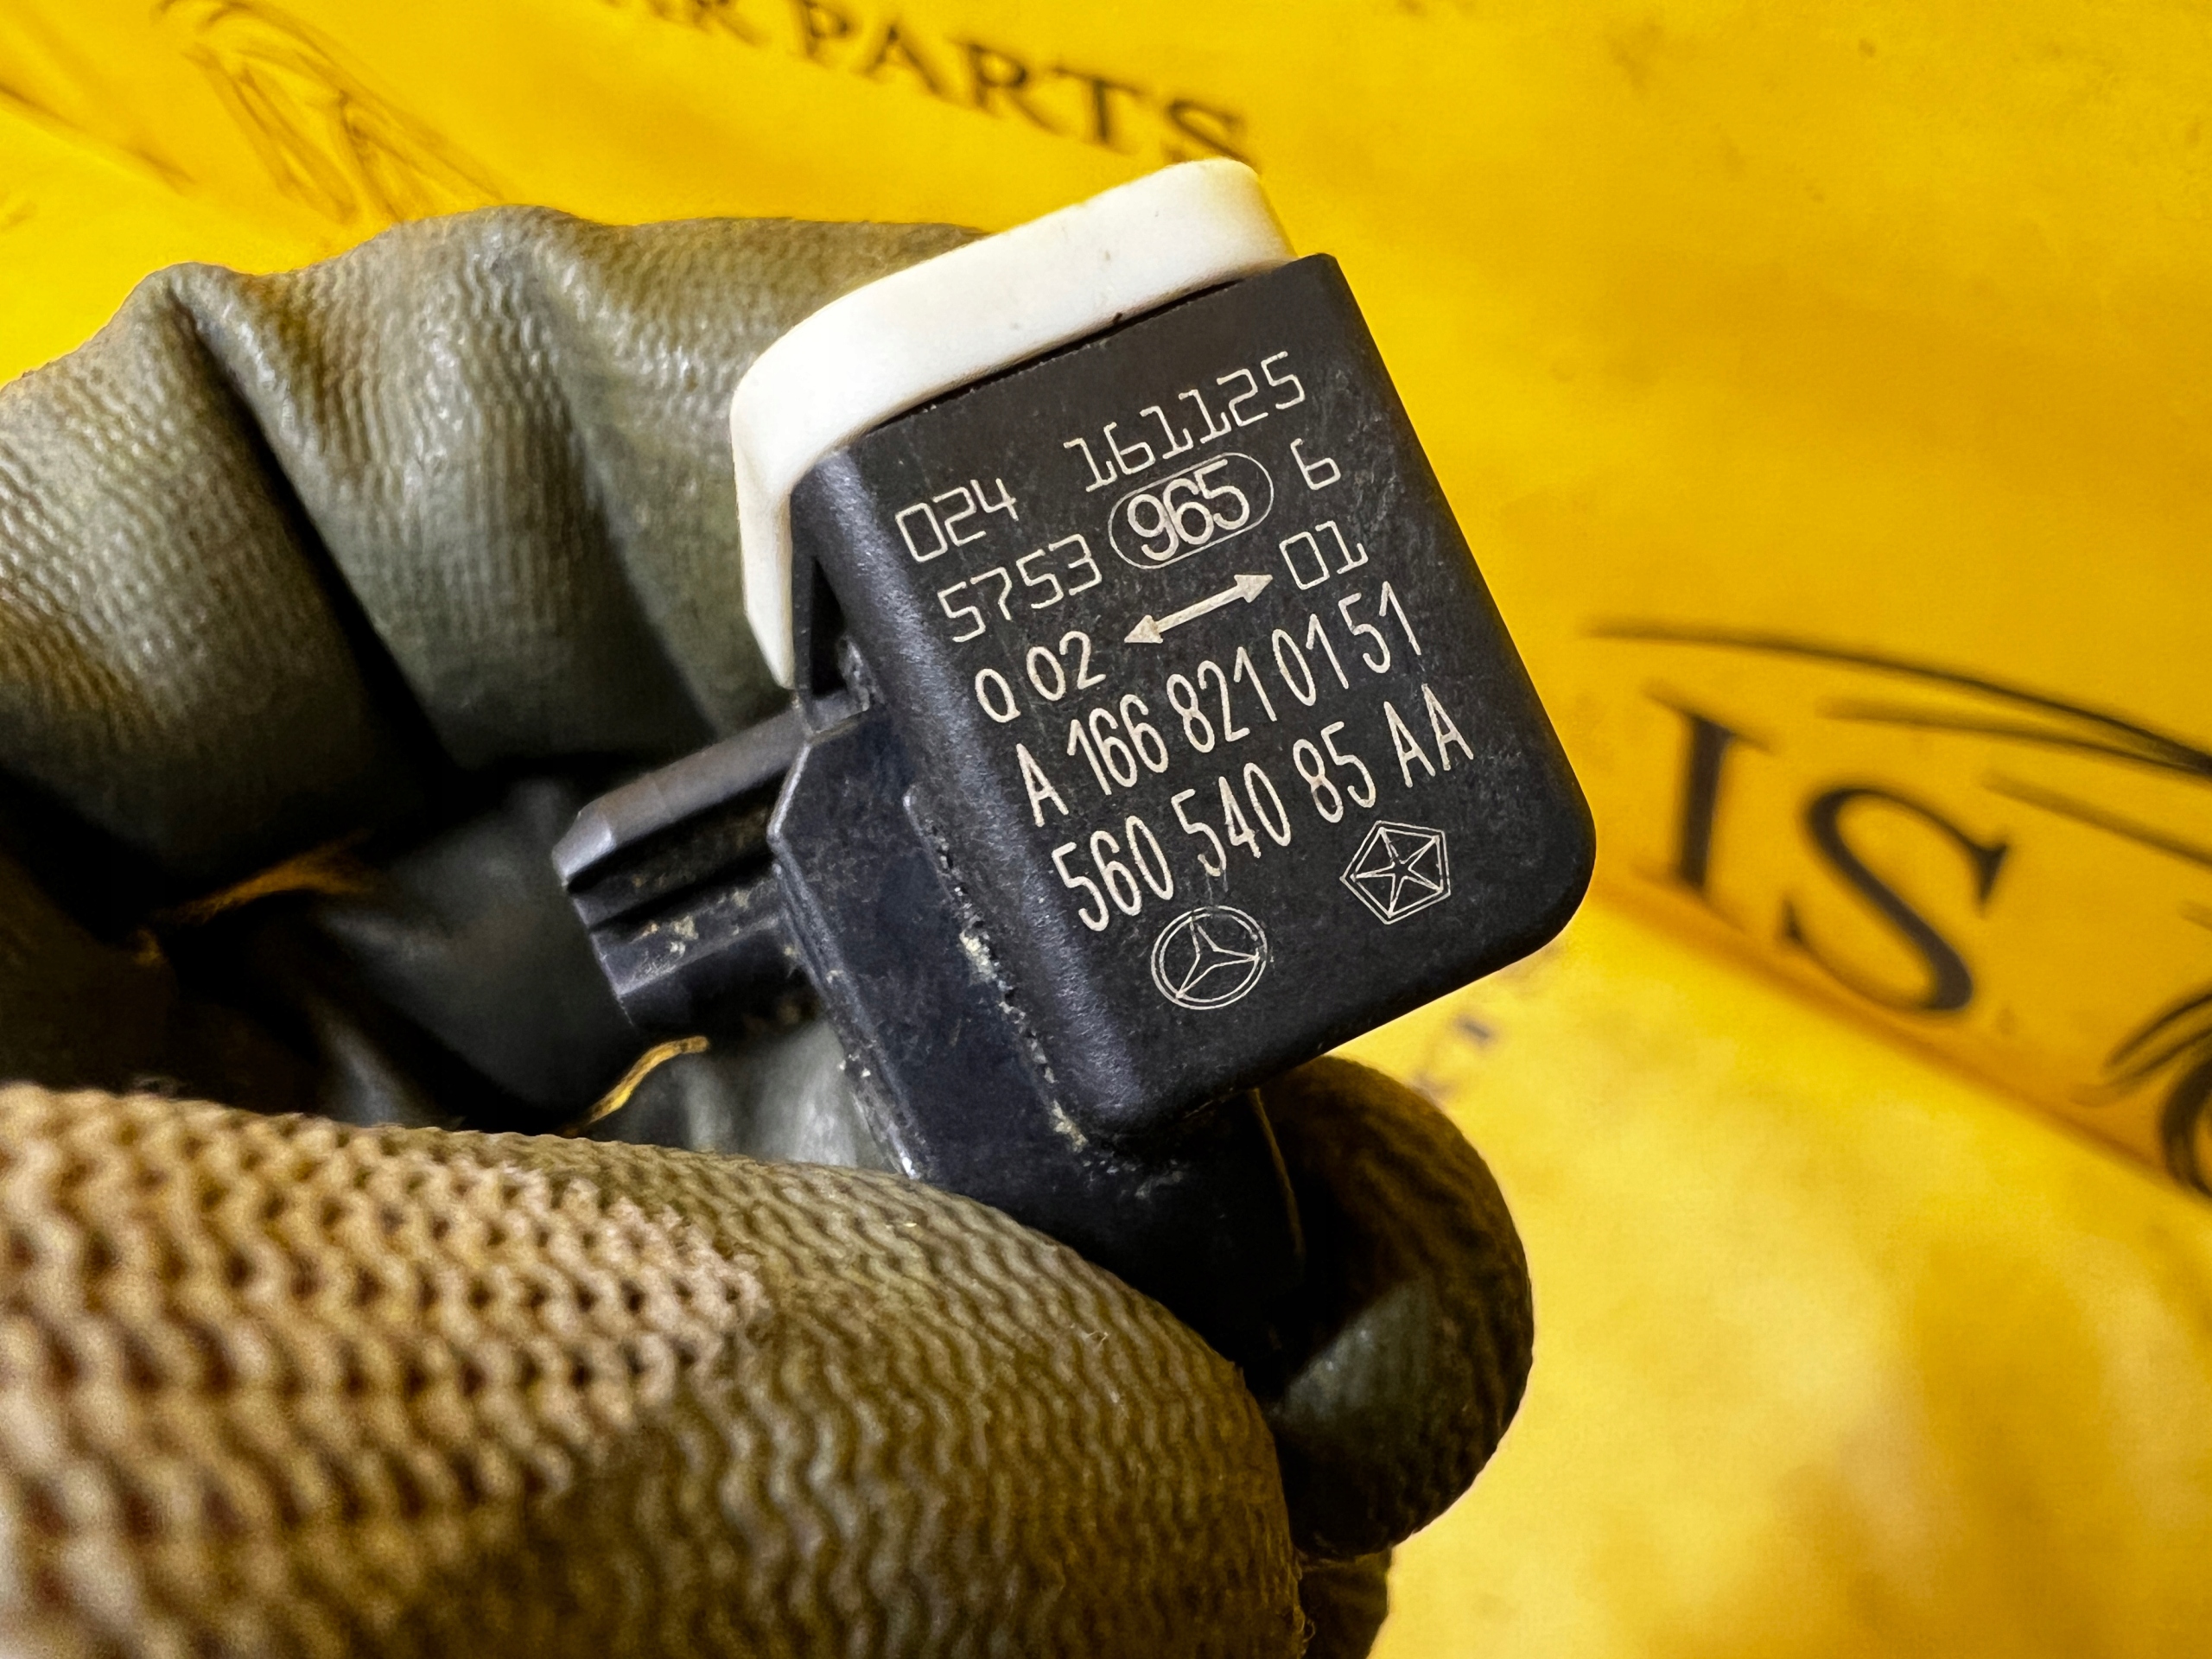 R PARTS
024 161125
5753 965 6
Q 02 01
A 166 821 01 51
560 540 85 AA
IS